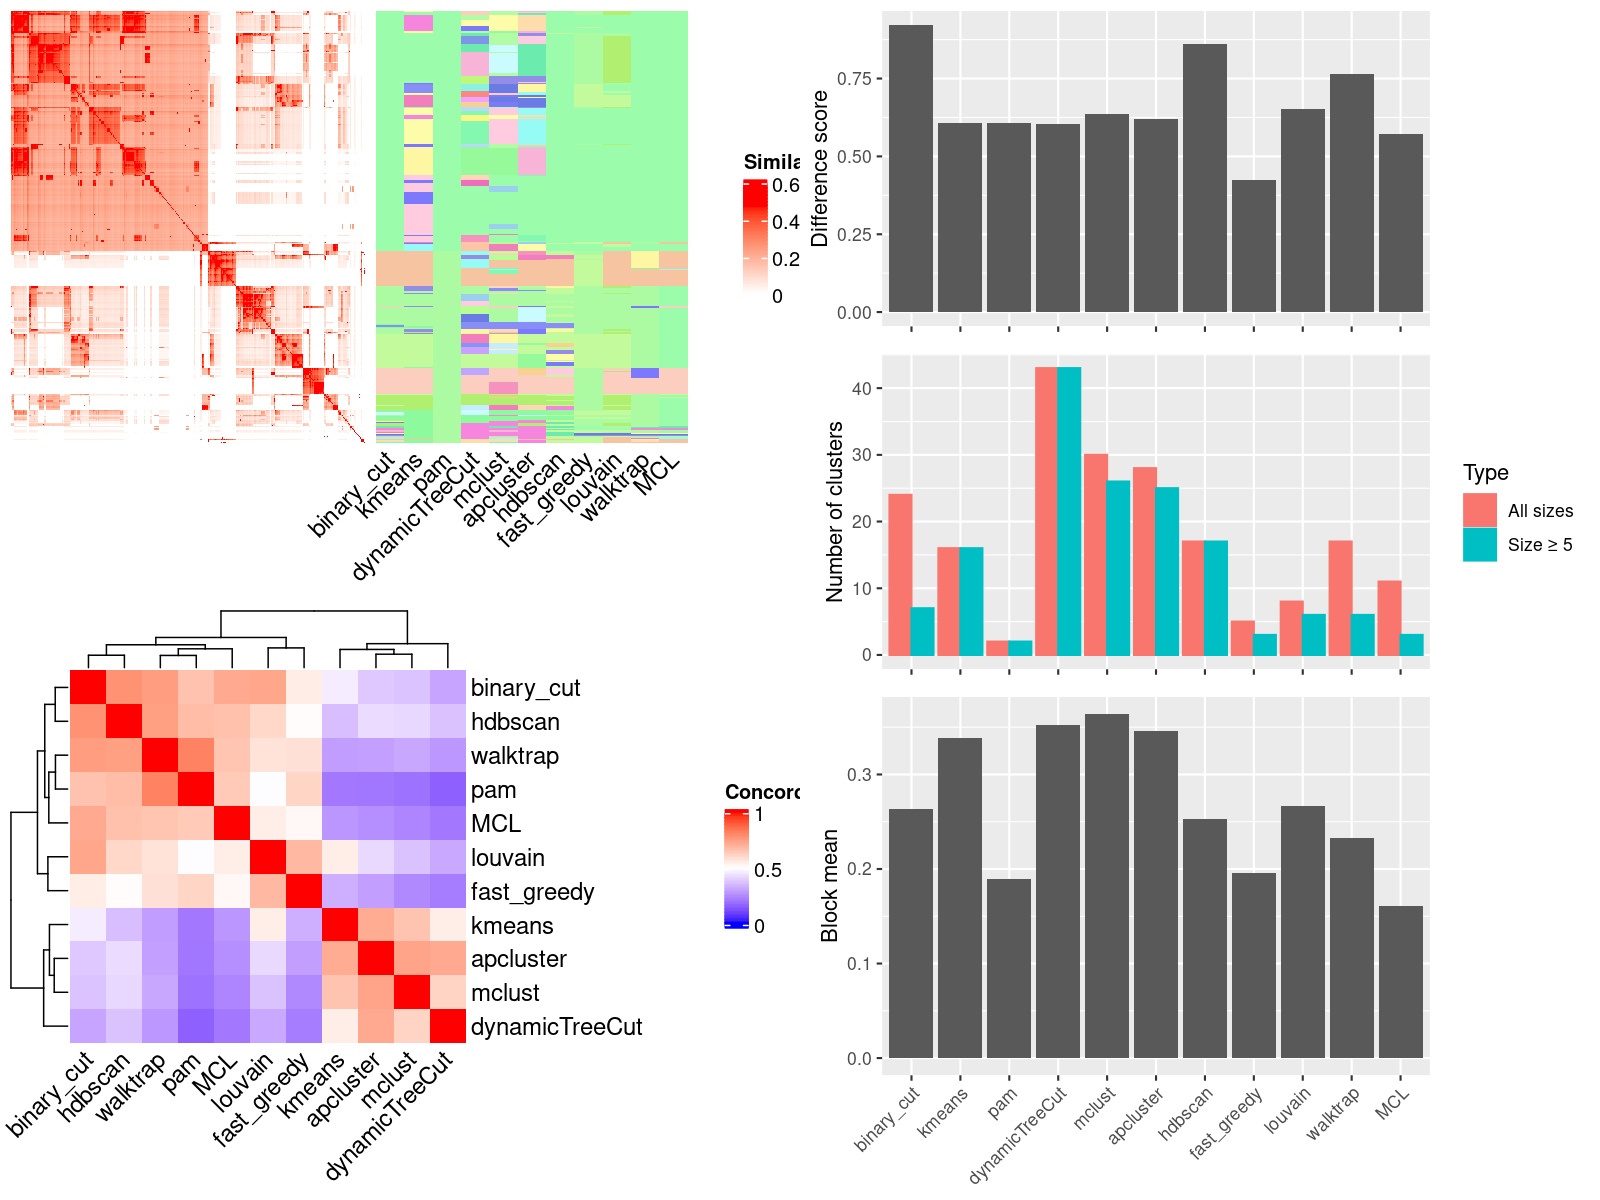 Simila
0.6
0.4
0.2
0
binary_cut
kmeans
pam
dynamicTreeCut
mclust
apcluster
hdbscan
fast_greedy
louvain
walktrap
MCL
Difference score
0.75
0.50
0.25
0.00
Number of clusters
40
30
20
10
0
Type
All sizes
Size ≥ 5
binary_cut
hdbscan
walktrap
pam
MCL
louvain
fast_greedy
kmeans
apcluster
mclust
dynamicTreeCut
binary_cut
hdbscan
walktrap
pam
MCL
louvain
fast_greedy
kmeans
apcluster
mclust
dynamicTreeCut
Concord
1
0.5
0
Block mean
0.3
0.2
0.1
0.0
binary_cut
kmeans
pam
dynamicTreeCut
mclust
apcluster
hdbscan
fast_greedy
louvain
walktrap
MCL